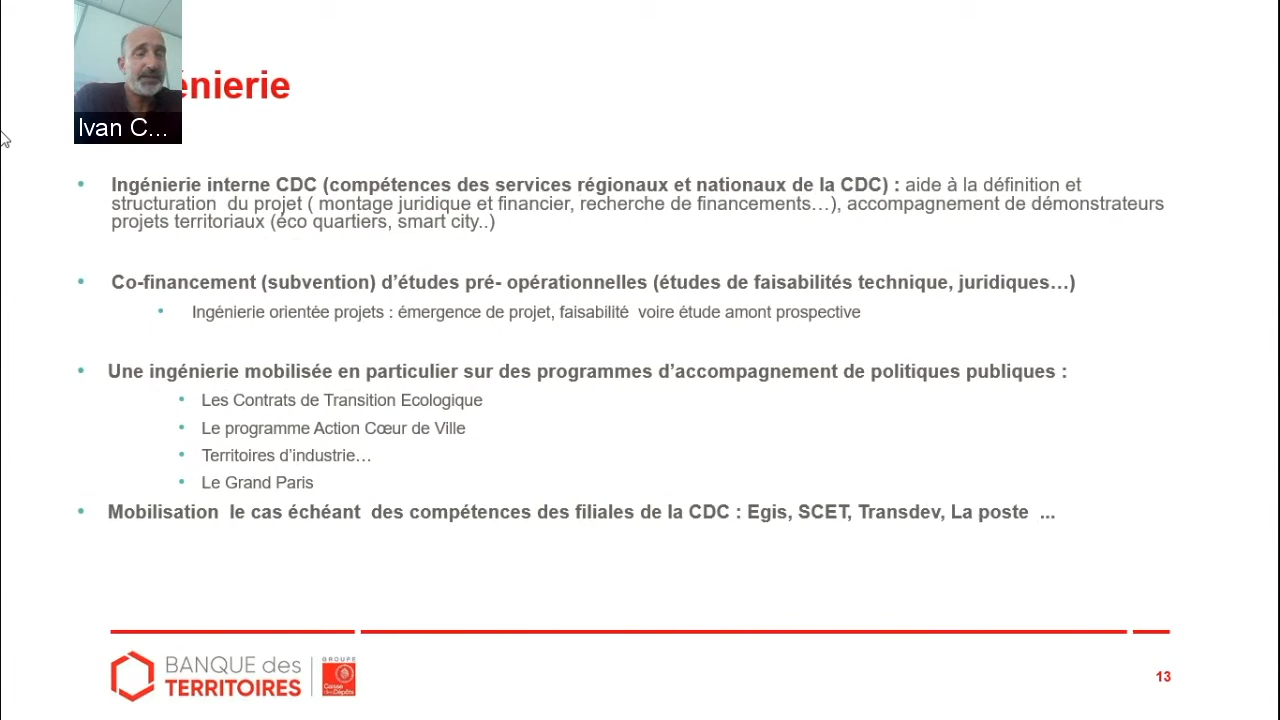 énierie
Ivan C...
• Ingénierie interne CDC (compétences des services régionaux et nationaux de la CDC) : aide à la définition et
structuration du projet ( montage juridique et financier, recherche de financements…), accompagnement de démonstrateurs
projets territoriaux (éco quartiers, smart city..)
• Co-financement (subvention) d’études pré- opérationnelles (études de faisabilités technique, juridiques…)
• Ingénierie orientée projets : émergence de projet, faisabilité voire étude amont prospective
• Une ingénierie mobilisée en particulier sur des programmes d’accompagnement de politiques publiques :
• Les Contrats de Transition Ecologique
• Le programme Action Cœur de Ville
• Territoires d’industrie…
• Le Grand Paris
• Mobilisation le cas échéant des compétences des filiales de la CDC : Egis, SCET, Transdev, La poste ...
BANQUE des
TERRITOIRES
GROUPE
Caisse
des Dépôts
13